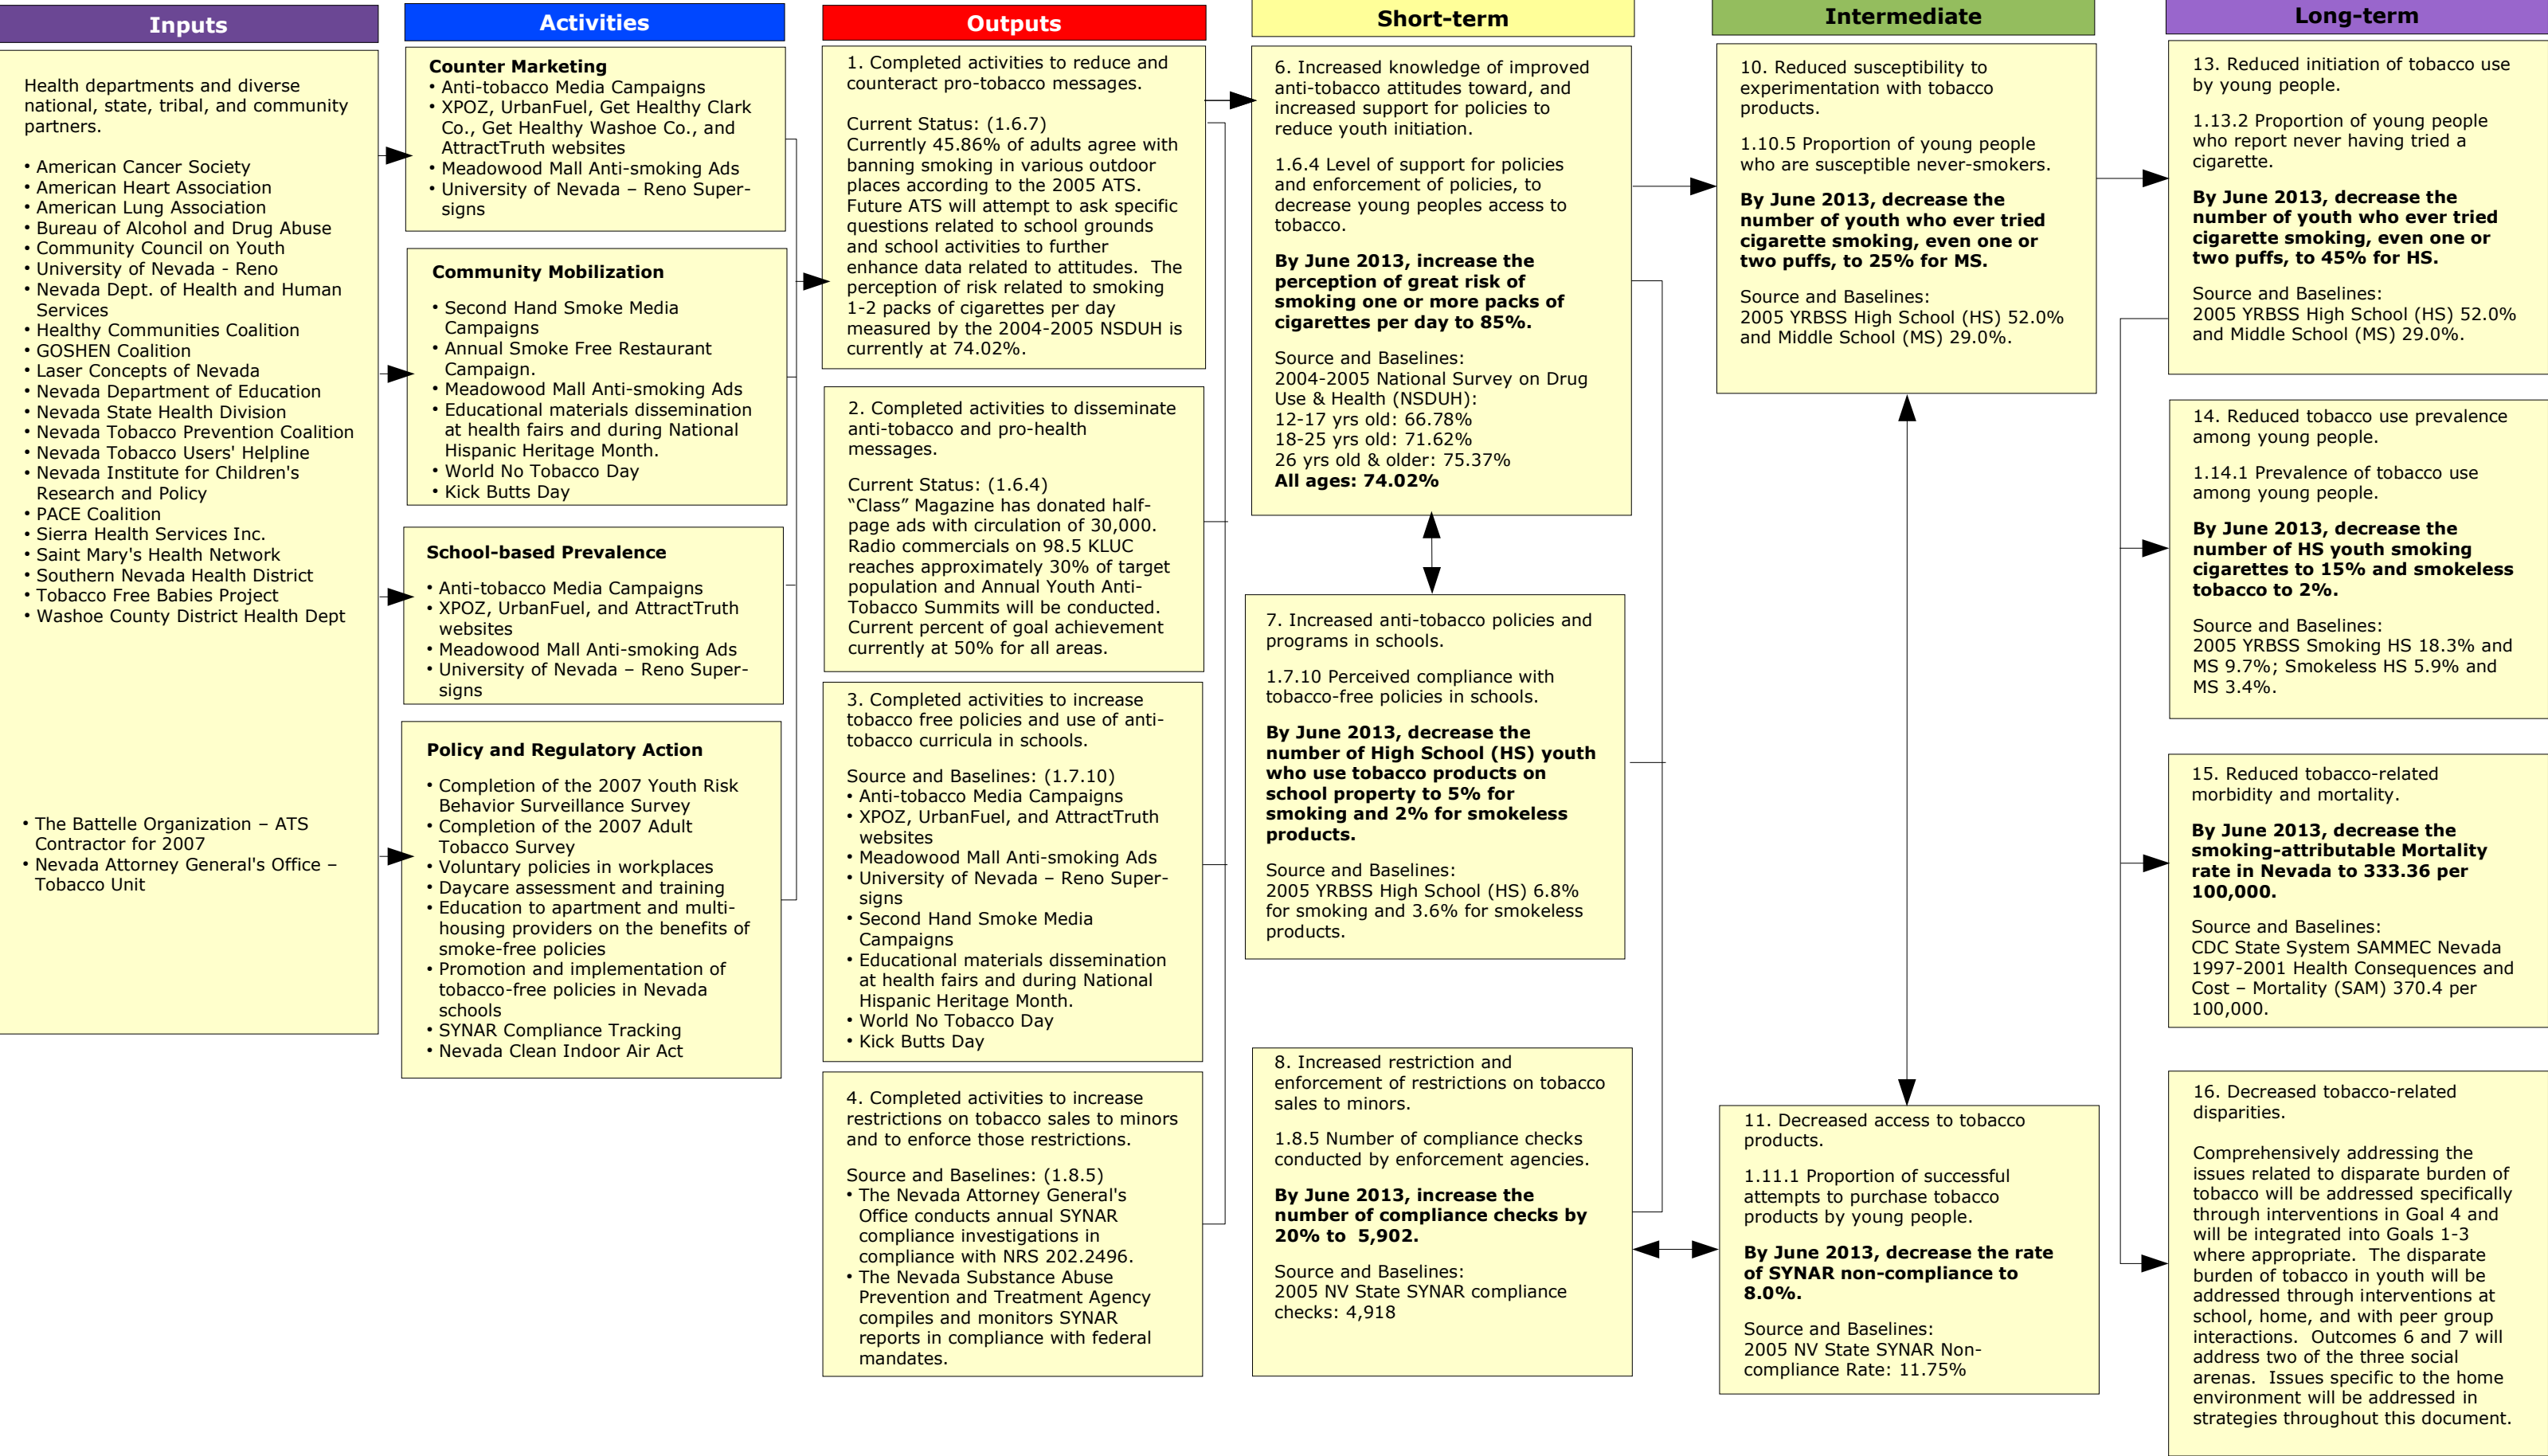 Inputs
Health departments and diverse
national, state, tribal, and community
partners.
• American Cancer Society
• American Heart Association
• American Lung Association
• Bureau of Alcohol and Drug Abuse
• Community Council on Youth
• University of Nevada - Reno
• Nevada Dept. of Health and Human
Services
• Healthy Communities Coalition
• GOSHEN Coalition
• Laser Concepts of Nevada
• Nevada Department of Education
• Nevada State Health Division
• Nevada Tobacco Prevention Coalition
• Nevada Tobacco Users' Helpline
• Nevada Institute for Children's
Research and Policy
• PACE Coalition
• Sierra Health Services Inc.
• Saint Mary's Health Network
• Southern Nevada Health District
• Tobacco Free Babies Project
• Washoe County District Health Dept
• The Battelle Organization – ATS
Contractor for 2007
• Nevada Attorney General's Office –
Tobacco Unit
Activities
Counter Marketing
• Anti-tobacco Media Campaigns
• XPOZ, UrbanFuel, Get Healthy Clark
Co., Get Healthy Washoe Co., and
AttractTruth websites
• Meadowood Mall Anti-smoking Ads
• University of Nevada – Reno Super-
signs
Community Mobilization
• Second Hand Smoke Media
Campaigns
• Annual Smoke Free Restaurant
Campaign.
• Meadowood Mall Anti-smoking Ads
• Educational materials dissemination
at health fairs and during National
Hispanic Heritage Month.
• World No Tobacco Day
• Kick Butts Day
School-based Prevalence
• Anti-tobacco Media Campaigns
• XPOZ, UrbanFuel, and AttractTruth
websites
• Meadowood Mall Anti-smoking Ads
• University of Nevada – Reno Super-
signs
Policy and Regulatory Action
• Completion of the 2007 Youth Risk
Behavior Surveillance Survey
• Completion of the 2007 Adult
Tobacco Survey
• Voluntary policies in workplaces
• Daycare assessment and training
• Education to apartment and multi-
housing providers on the benefits of
smoke-free policies
• Promotion and implementation of
tobacco-free policies in Nevada
schools
• SYNAR Compliance Tracking
• Nevada Clean Indoor Air Act
Outputs
1. Completed activities to reduce and
counteract pro-tobacco messages.
Current Status: (1.6.7)
Currently 45.86% of adults agree with
banning smoking in various outdoor
places according to the 2005 ATS.
Future ATS will attempt to ask specific
questions related to school grounds
and school activities to further
enhance data related to attitudes.  The
perception of risk related to smoking
1-2 packs of cigarettes per day
measured by the 2004-2005 NSDUH is
currently at 74.02%.
2. Completed activities to disseminate
anti-tobacco and pro-health
messages.
Current Status: (1.6.4)
“Class” Magazine has donated half-
page ads with circulation of 30,000.
Radio commercials on 98.5 KLUC
reaches approximately 30% of target
population and Annual Youth Anti-
Tobacco Summits will be conducted.
Current percent of goal achievement
currently at 50% for all areas.
3. Completed activities to increase
tobacco free policies and use of anti-
tobacco curricula in schools.
Source and Baselines: (1.7.10)
• Anti-tobacco Media Campaigns
• XPOZ, UrbanFuel, and AttractTruth
websites
• Meadowood Mall Anti-smoking Ads
• University of Nevada – Reno Super-
signs
• Second Hand Smoke Media
Campaigns
• Educational materials dissemination
at health fairs and during National
Hispanic Heritage Month.
• World No Tobacco Day
• Kick Butts Day
4. Completed activities to increase
restrictions on tobacco sales to minors
and to enforce those restrictions.
Source and Baselines: (1.8.5)
• The Nevada Attorney General's
Office conducts annual SYNAR
compliance investigations in
compliance with NRS 202.2496.
• The Nevada Substance Abuse
Prevention and Treatment Agency
compiles and monitors SYNAR
reports in compliance with federal
mandates.
Short-term
6. Increased knowledge of improved
anti-tobacco attitudes toward, and
increased support for policies to
reduce youth initiation.
1.6.4 Level of support for policies
and enforcement of policies, to
decrease young peoples access to
tobacco.
By June 2013, increase the
perception of great risk of
smoking one or more packs of
cigarettes per day to 85%.
Source and Baselines:
2004-2005 National Survey on Drug
Use & Health (NSDUH):
12-17 yrs old: 66.78%
18-25 yrs old: 71.62%
26 yrs old & older: 75.37%
All ages: 74.02%
7. Increased anti-tobacco policies and
programs in schools.
1.7.10 Perceived compliance with
tobacco-free policies in schools.
By June 2013, decrease the
number of High School (HS) youth
who use tobacco products on
school property to 5% for
smoking and 2% for smokeless
products.
Source and Baselines:
2005 YRBSS High School (HS) 6.8%
for smoking and 3.6% for smokeless
products.
8. Increased restriction and
enforcement of restrictions on tobacco
sales to minors.
1.8.5 Number of compliance checks
conducted by enforcement agencies.
By June 2013, increase the
number of compliance checks by
20% to  5,902.
Source and Baselines:
2005 NV State SYNAR compliance
checks: 4,918
Intermediate
10. Reduced susceptibility to
experimentation with tobacco
products.
1.10.5 Proportion of young people
who are susceptible never-smokers.
By June 2013, decrease the
number of youth who ever tried
cigarette smoking, even one or
two puffs, to 25% for MS.
Source and Baselines:
2005 YRBSS High School (HS) 52.0%
and Middle School (MS) 29.0%.
11. Decreased access to tobacco
products.
1.11.1 Proportion of successful
attempts to purchase tobacco
products by young people.
By June 2013, decrease the rate
of SYNAR non-compliance to
8.0%.
Source and Baselines:
2005 NV State SYNAR Non-
compliance Rate: 11.75%
Long-term
13. Reduced initiation of tobacco use
by young people.
1.13.2 Proportion of young people
who report never having tried a
cigarette.
By June 2013, decrease the
number of youth who ever tried
cigarette smoking, even one or
two puffs, to 45% for HS.
Source and Baselines:
2005 YRBSS High School (HS) 52.0%
and Middle School (MS) 29.0%.
14. Reduced tobacco use prevalence
among young people.
1.14.1 Prevalence of tobacco use
among young people.
By June 2013, decrease the
number of HS youth smoking
cigarettes to 15% and smokeless
tobacco to 2%.
Source and Baselines:
2005 YRBSS Smoking HS 18.3% and
MS 9.7%; Smokeless HS 5.9% and
MS 3.4%.
15. Reduced tobacco-related
morbidity and mortality.
By June 2013, decrease the
smoking-attributable Mortality
rate in Nevada to 333.36 per
100,000.
Source and Baselines:
CDC State System SAMMEC Nevada
1997-2001 Health Consequences and
Cost – Mortality (SAM) 370.4 per
100,000.
16. Decreased tobacco-related
disparities.
Comprehensively addressing the
issues related to disparate burden of
tobacco will be addressed specifically
through interventions in Goal 4 and
will be integrated into Goals 1-3
where appropriate.  The disparate
burden of tobacco in youth will be
addressed through interventions at
school, home, and with peer group
interactions.  Outcomes 6 and 7 will
address two of the three social
arenas.  Issues specific to the home
environment will be addressed in
strategies throughout this document.